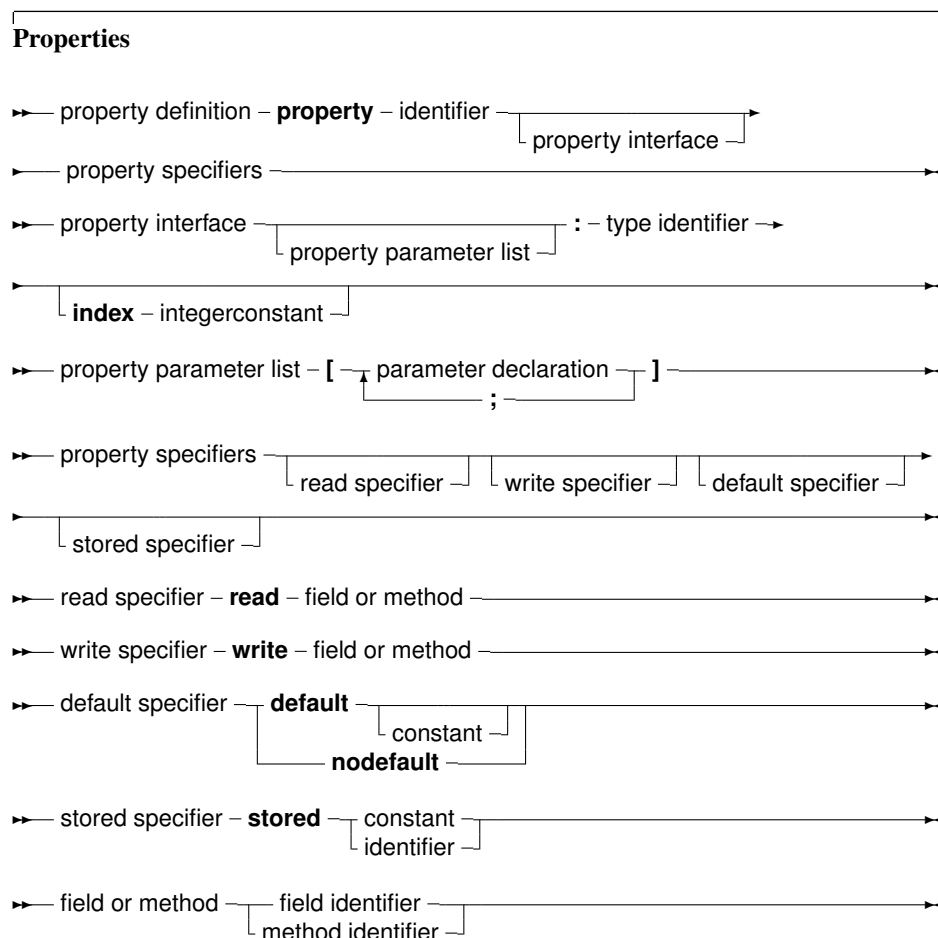 Properties
property definition – property – identifier
property interface
property specifiers
property interface : – type identifier
property parameter list
index – integerconstant
property parameter list – [ parameter declaration ]
;
property specifiers
read specifier write specifier default specifier
stored specifier
read specifier – read – field or method
write specifier – write – field or method
default specifier default
constant
nodefault
stored specifier – stored constant
identifier
field or method field identifier
method identifier